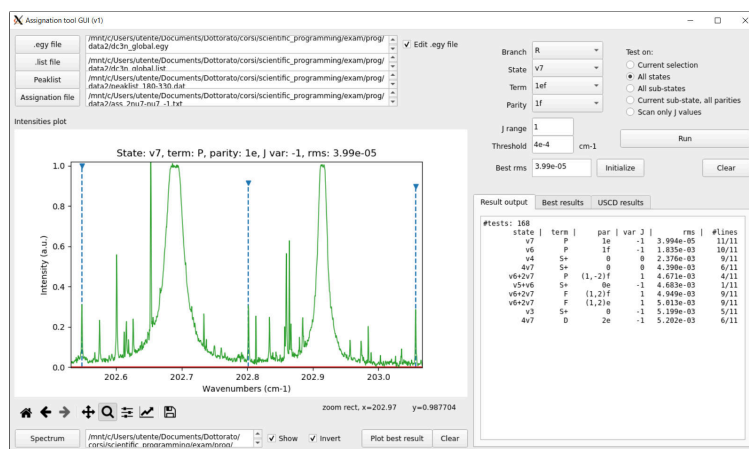 Assignation tool GUI (v1)
.egy file
/mnt/c/Users/utente/Documents/Dottorato/corsi/scientific_programming/exam/prog/
data2/dc3n_global.egy
Edit .egy file
.list file
/mnt/c/Users/utente/Documents/Dottorato/corsi/scientific_programming/exam/prog/
data2/dc3n_global.list
Peaklist
/mnt/c/Users/utente/Documents/Dottorato/corsi/scientific_programming/exam/prog/
data2/peaklist_180-330.dat
Assignation file
/mnt/c/Users/utente/Documents/Dottorato/corsi/scientific_programming/exam/prog/
data2/ass_2nu7-nu7_-1.txt
Branch R
State v7
Term 1ef
Parity 1f
J range 1
Threshold 4e-4 cm-1
Best rms 3.99e-05 Initialize
Test on:
Current selection
All states
All sub-states
Current sub-state, all parities
Scan only J values
Run
Clear
Intensities plot
State: v7, term: P, parity: 1e, J var: -1, rms: 3.99e-05
Intensity (a.u.)
1.0
0.8
0.6
0.4
0.2
0.0
202.6 202.7 202.8 202.9 203.0
Wavenumbers (cm-1)
zoom rect, x=202.97 y=0.987704
Spectrum
/mnt/c/Users/utente/Documents/Dottorato/
corsi/scientific_programming/exam/prog/
Show Invert Plot best result Clear
Result output Best results USCD results
#tests: 168
state | term | par | var J | rms | #lines
v7 P 1e -1 3.994e-05 11/11
v6 P 1f -1 1.835e-03 10/11
v4 S+ 0 0 2.376e-03 9/11
4v7 S+ 0 0 4.390e-03 6/11
v6+2v7 P (1,-2)f 1 4.671e-03 4/11
v5+v6 S+ 0e -1 4.683e-03 1/11
v6+2v7 F (1,2)f 1 4.949e-03 9/11
v6+2v7 F (1,2)e 1 5.013e-03 9/11
v3 S+ 0 -1 5.199e-03 5/11
4v7 D 2e -1 5.202e-03 6/11